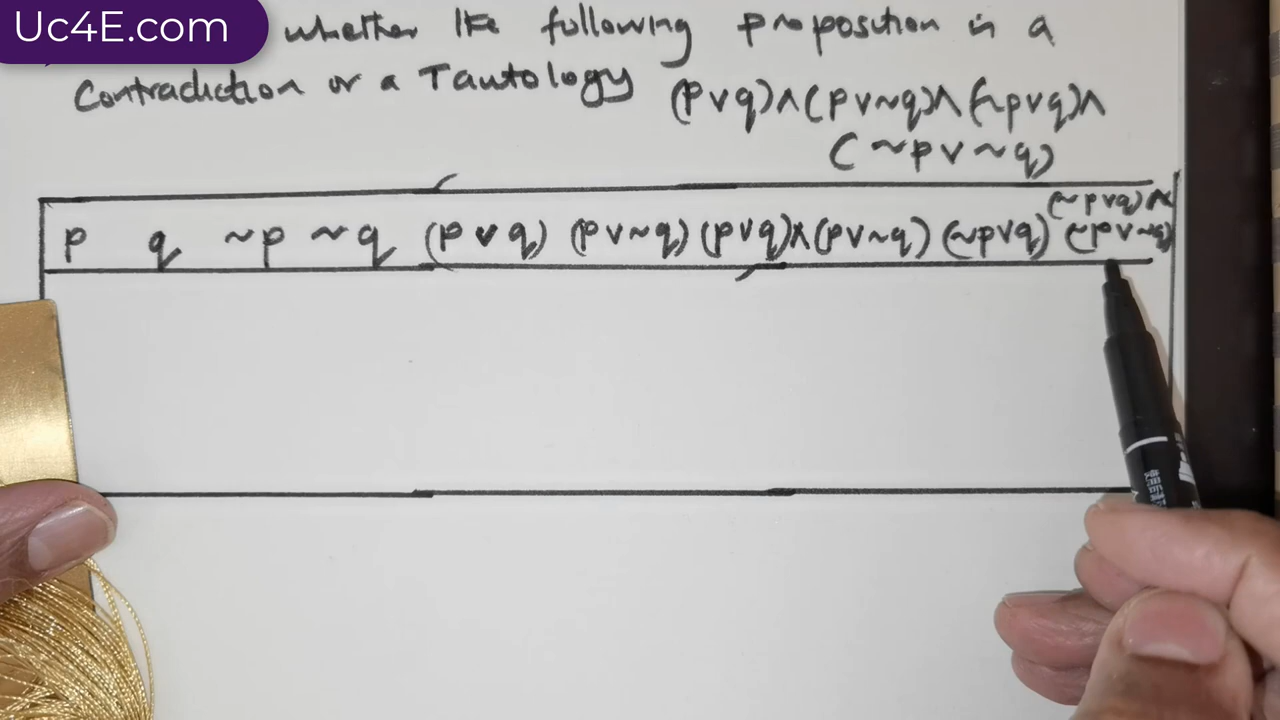 Uc4E.com
whether the following proposition is a
Contradiction or a Tautology (p∨q)∧(p∨~q)∧(~p∨q)∧
(~p∨~q)
(~p∨q)∧
p q ~p ~q (p∨q) (p∨~q) (p∨q)∧(p∨~q) (~p∨q) (~p∨~q)